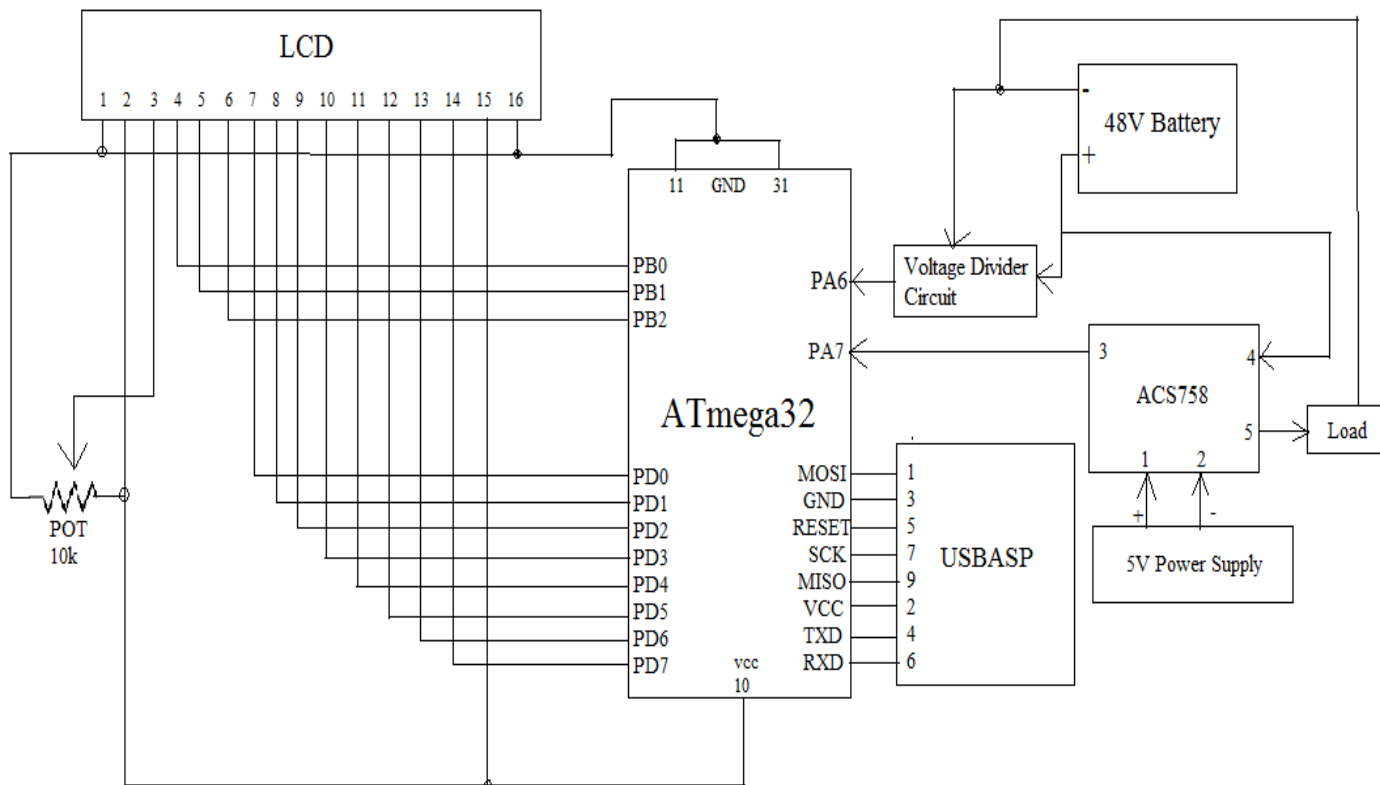 LCD
1 2 3 4 5 6 7 8 9 10 11 12 13 14 15 16
-
48V Battery
+
11 GND 31
PB0
PB1
PB2
PA6
Voltage Divider
Circuit
PA7
3
4
ACS758
5
1 2
Load
ATmega32
+ -
5V Power Supply
POT
10k
PD0
PD1
PD2
PD3
PD4
PD5
PD6
PD7
MOSI 1
GND 3
RESET 5
SCK 7
MISO 9
VCC 2
TXD 4
RXD 6
USBASP
vcc
10